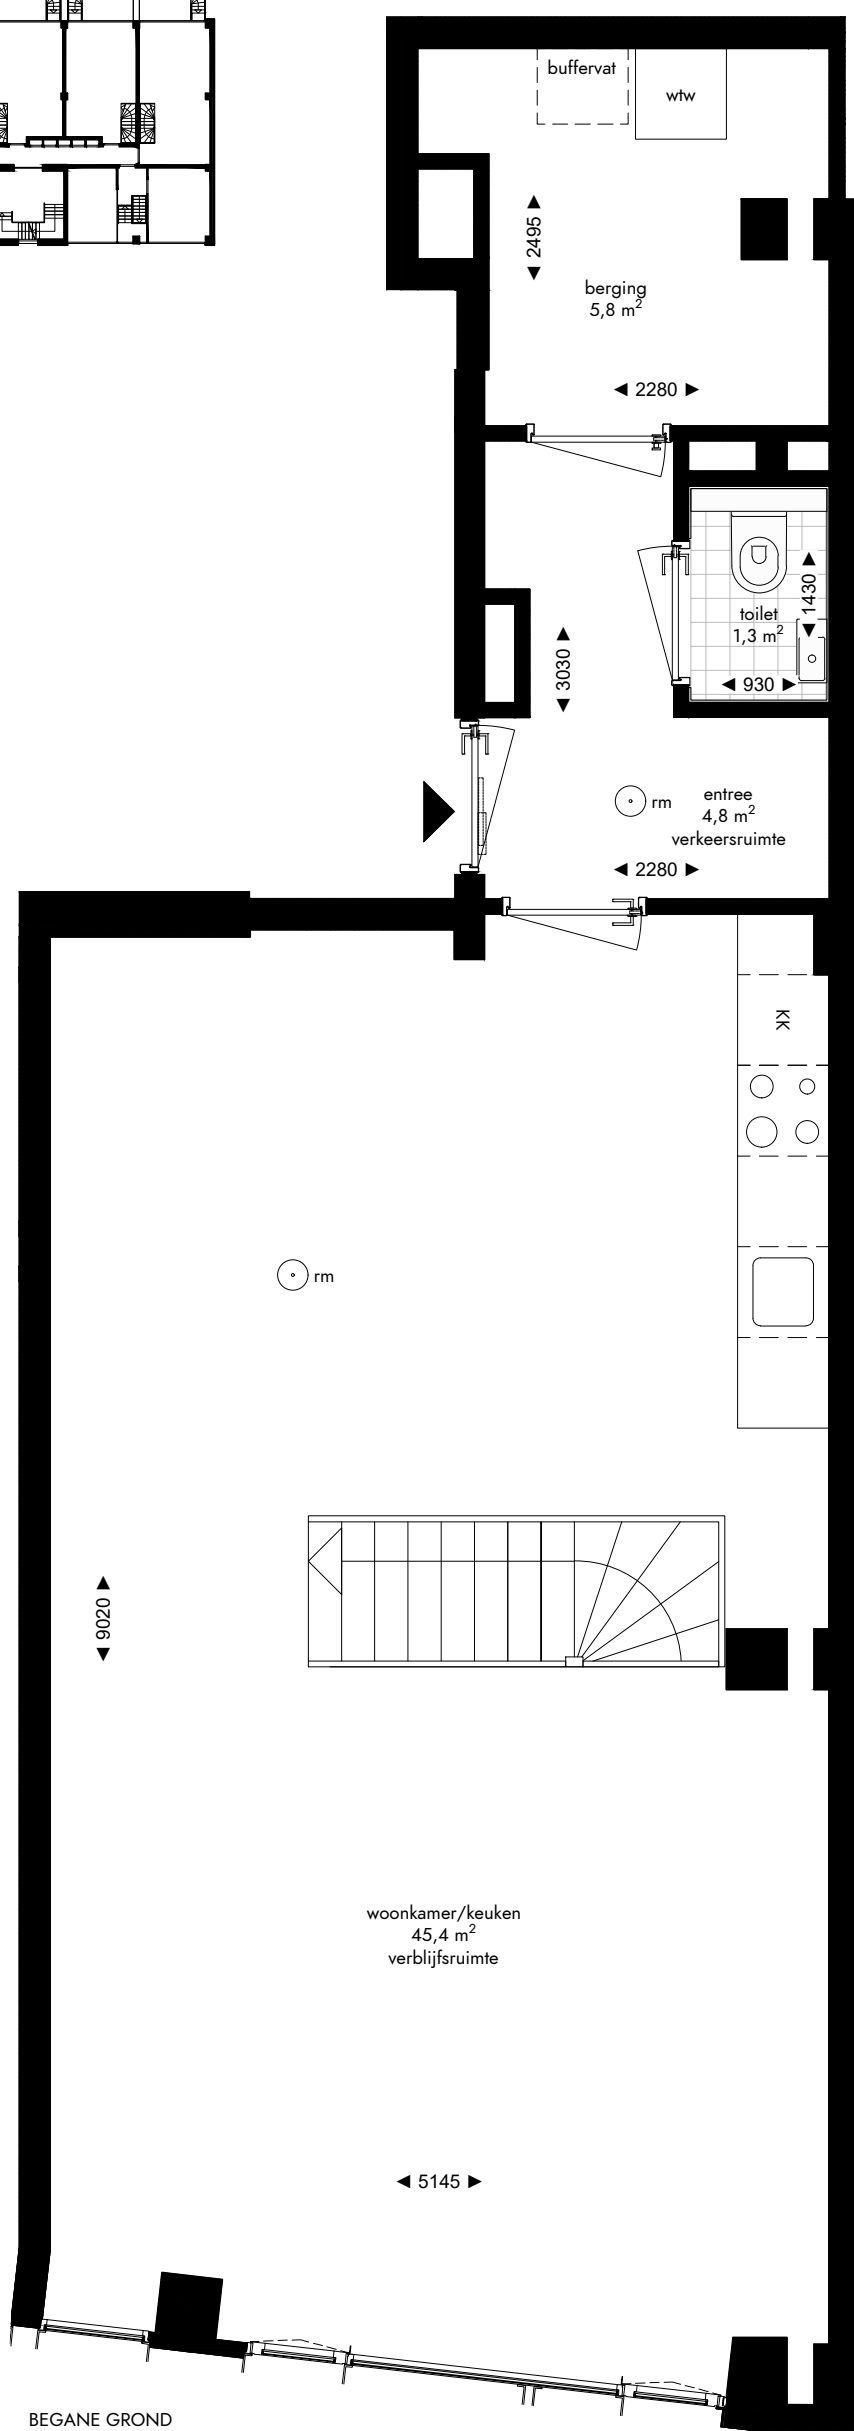 buffervat
wtw
2495
berging
5,8 m²
2280
toilet
1,3 m²
1430
930
3030
rm
entree
4,8 m²
verkeersruimte
2280
KK
rm
9020
woonkamer/keuken
45,4 m²
verblijfsruimte
5145
BEGANE GROND